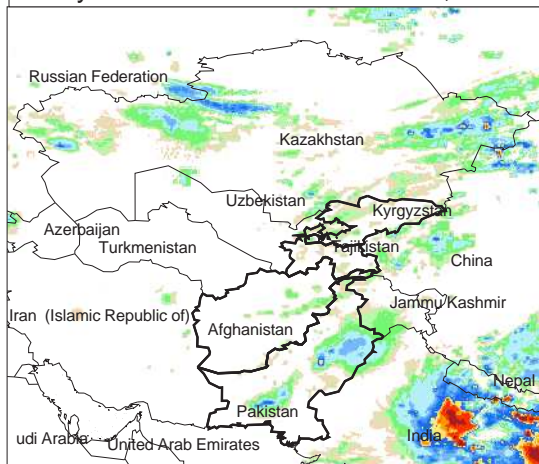 Russian Federation
Kazakhstan
Uzbekistan
Kyrgyzstan
Azerbaijan
Turkmenistan
Tajikistan
China
Jammu/Kashmir
Iran (Islamic Republic of)
Afghanistan
Nepal
Pakistan
India
udi Arabia
United Arab Emirates